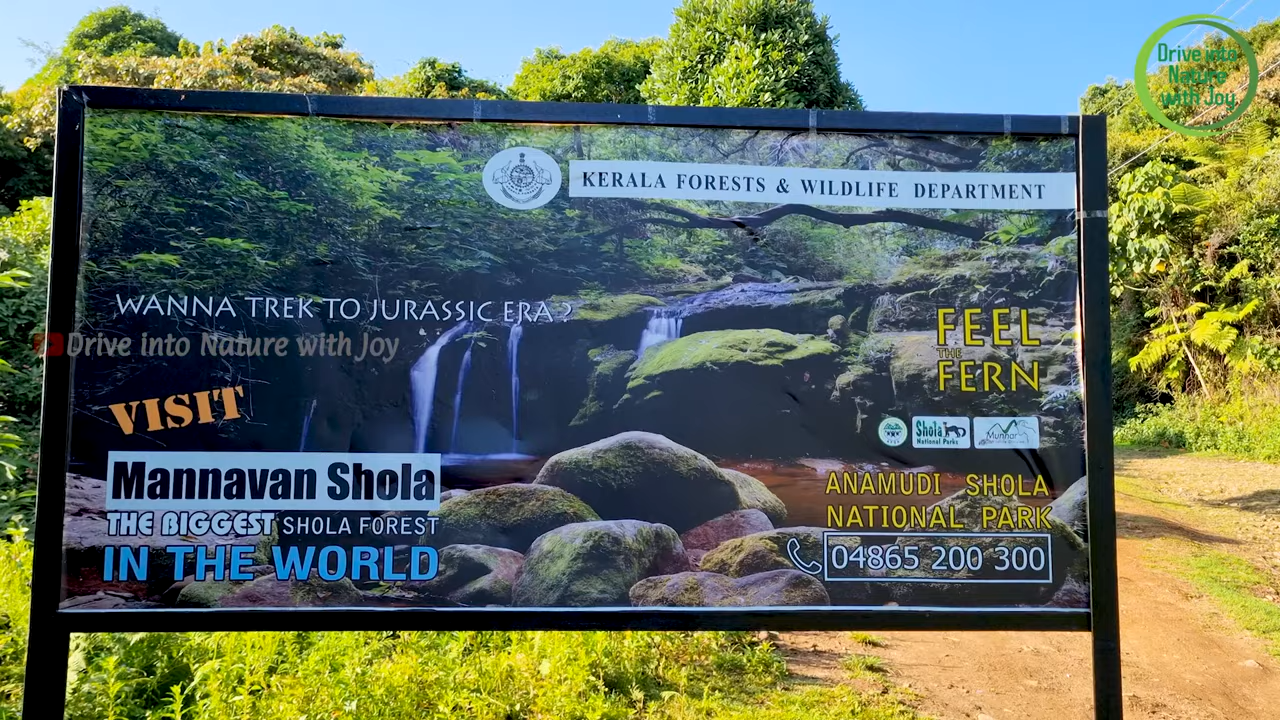 Drive into
Nature
with Joy
KERALA FORESTS & WILDLIFE DEPARTMENT
WANNA TREK TO JURASSIC ERA?
Drive into Nature with Joy
VISIT
Mannavan Shola
THE BIGGEST SHOLA FOREST
IN THE WORLD
FEEL
THE
FERN
Shola
National Parks
Munnar
ANAMUDI SHOLA
NATIONAL PARK
04865 200 300